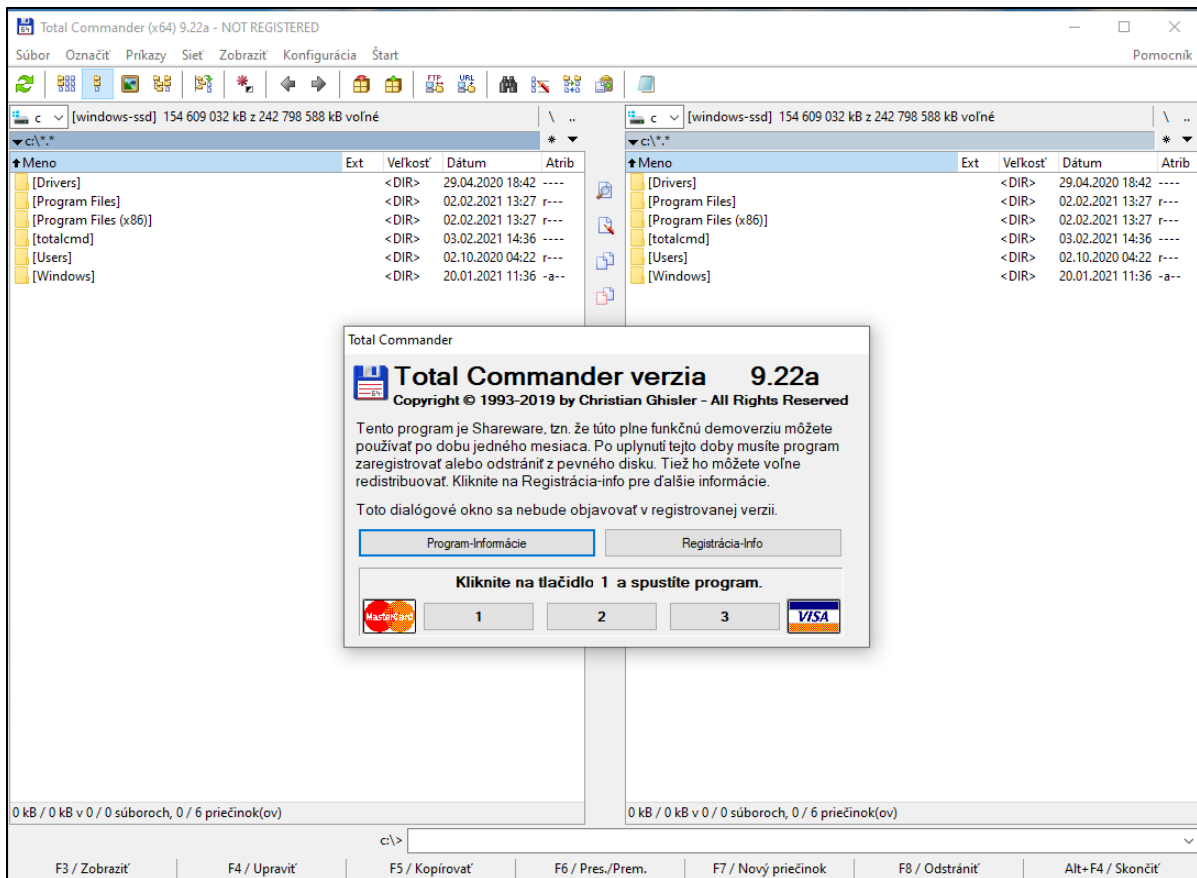 Total Commander (x64) 9.22a - NOT REGISTERED
Súbor Označiť Príkazy Sieť Zobraziť Konfigurácia Štart Pomocník
FTP URL
c [windows-ssd] 154 609 032 kB z 242 798 588 kB voľné \ ..
c:\*.* * 
Meno Ext Veľkosť Dátum Atrib
[Drivers] <DIR> 29.04.2020 18:42 ----
[Program Files] <DIR> 02.02.2021 13:27 r---
[Program Files (x86)] <DIR> 02.02.2021 13:27 r---
[totalcmd] <DIR> 03.02.2021 14:36 ----
[Users] <DIR> 02.10.2020 04:22 r---
[Windows] <DIR> 20.01.2021 11:36 -a--
0 kB / 0 kB v 0 / 0 súboroch, 0 / 6 priečinok(ov)
c [windows-ssd] 154 609 032 kB z 242 798 588 kB voľné \ ..
c:\*.* *
Meno Ext Veľkosť Dátum Atrib
[Drivers] <DIR> 29.04.2020 18:42 ----
[Program Files] <DIR> 02.02.2021 13:27 r---
[Program Files (x86)] <DIR> 02.02.2021 13:27 r---
[totalcmd] <DIR> 03.02.2021 14:36 ----
[Users] <DIR> 02.10.2020 04:22 r---
[Windows] <DIR> 20.01.2021 11:36 -a--
0 kB / 0 kB v 0 / 0 súboroch, 0 / 6 priečinok(ov)
Total Commander
64
Total Commander verzia 9.22a
Copyright © 1993-2019 by Christian Ghisler - All Rights Reserved
Tento program je Shareware, tzn. že túto plne funkčnú demoverziu môžete
používať po dobu jedného mesiaca. Po uplynutí tejto doby musíte program
zaregistrovať alebo odstrániť z pevného disku. Tiež ho môžete voľne
redistribuovať. Kliknite na Registrácia-info pre ďalšie informácie.
Toto dialógové okno sa nebude objavovať v registrovanej verzii.
Program-Informácie Registrácia-Info
Kliknite na tlačidlo 1 a spustíte program.
MasterCard 1 2 3 VISA
c:\>
F3 / Zobraziť F4 / Upraviť F5 / Kopírovať F6 / Pres./Prem. F7 / Nový priečinok F8 / Odstrániť Alt+F4 / Skončiť